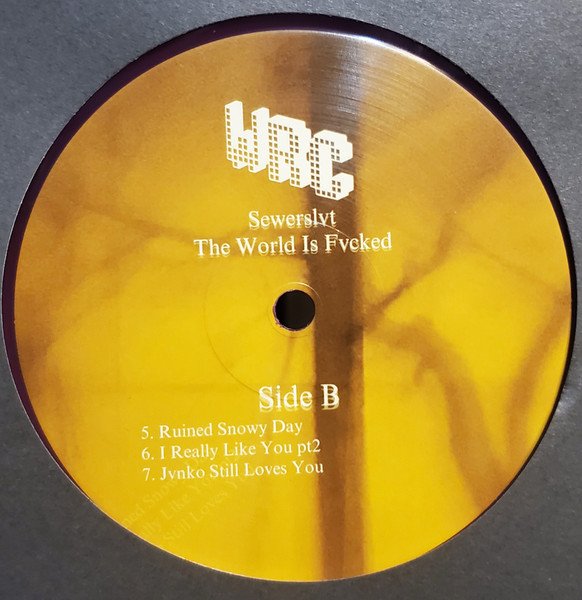 WRC
Sewerslvt
The World Is Fvcked
Side B
5. Ruined Snowy Day
6. I Really Like You pt2
7. Jvnko Still Loves You